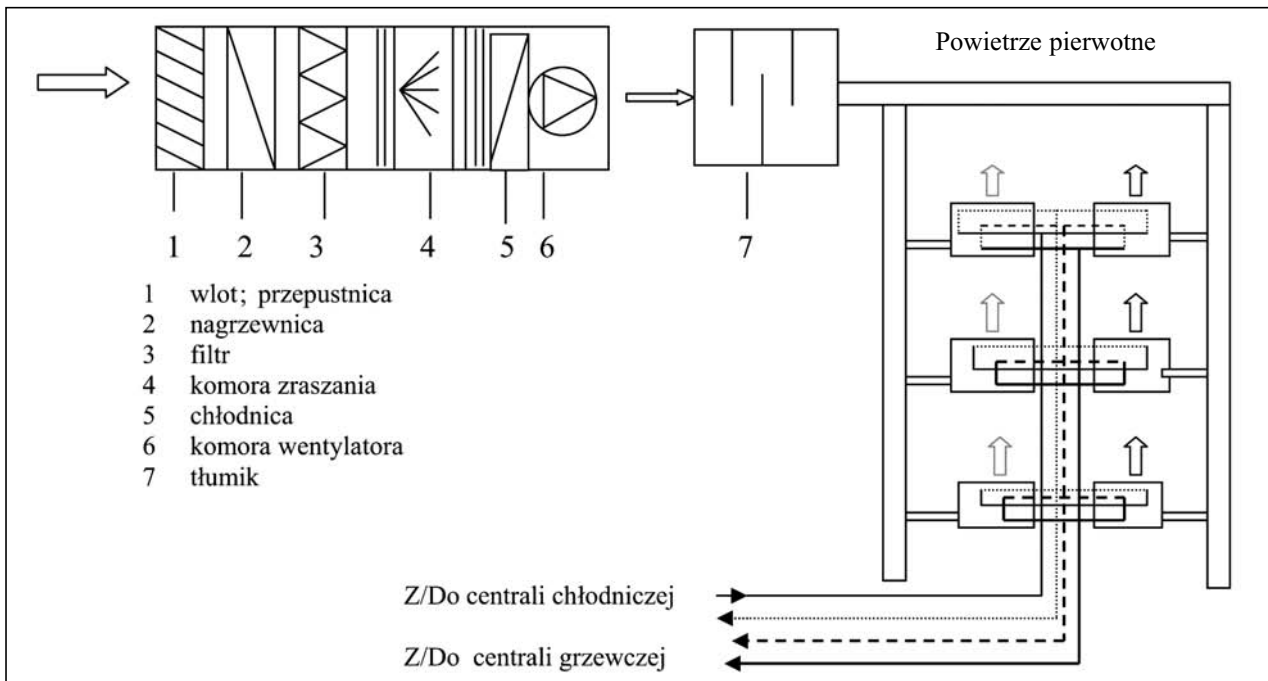 Powietrze pierwotne
1 2 3 4 5 6 7
1 wlot; przepustnica
2 nagrzewnica
3 filtr
4 komora zraszania
5 chłodnica
6 komora wentylatora
7 tłumik
Z/Do centrali chłodniczej
Z/Do centrali grzewczej